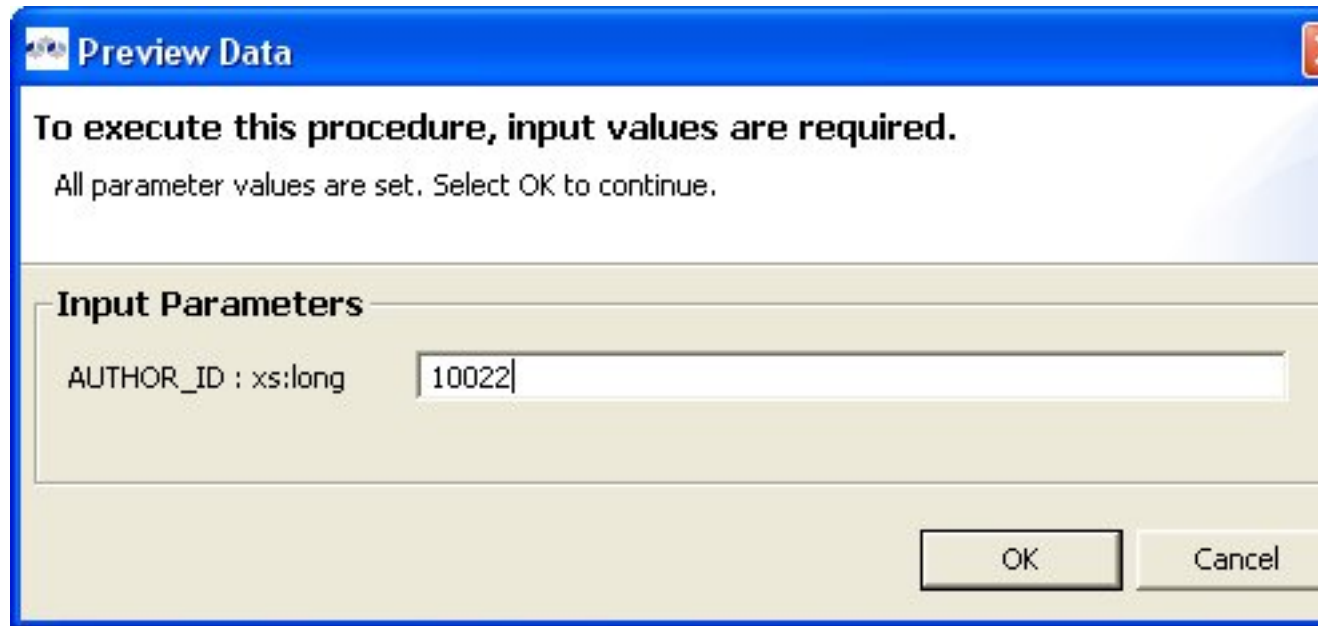 Preview Data
To execute this procedure, input values are required.
All parameter values are set. Select OK to continue.
Input Parameters
AUTHOR_ID : xs:long 10022
OK Cancel